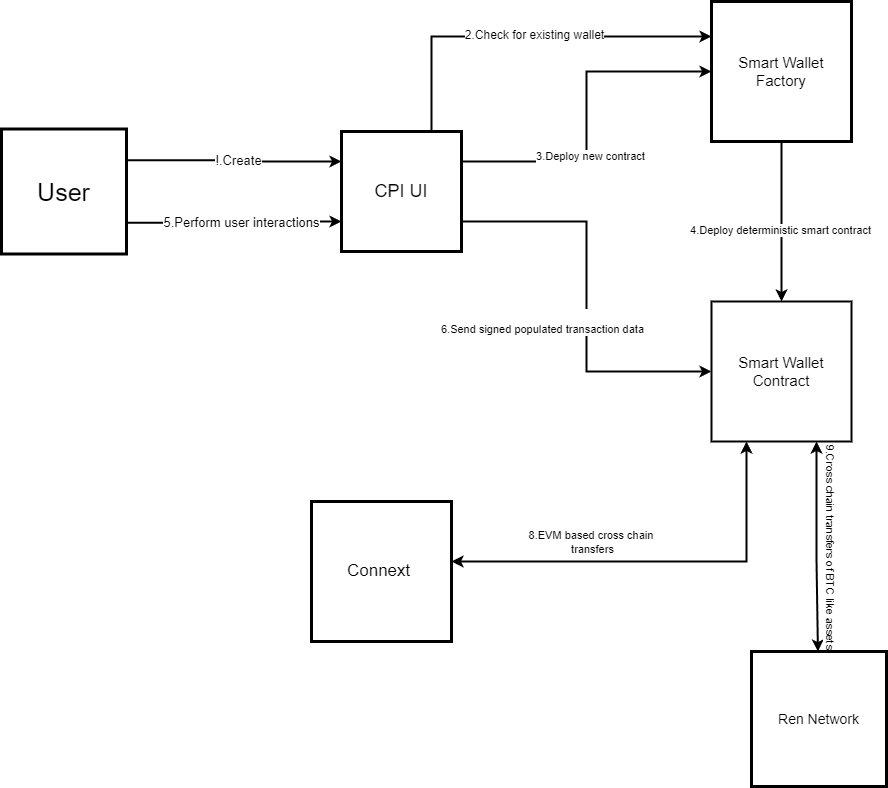 2.Check for existing wallet
Smart Wallet
Factory
3.Deploy new contract
!.Create
User
CPI UI
5.Perform user interactions
4.Deploy deterministic smart contract
6.Send signed populated transaction data
Smart Wallet
Contract
9.Cross chain transfers of BTC like assets
8.EVM based cross chain
transfers
Connext
Ren Network